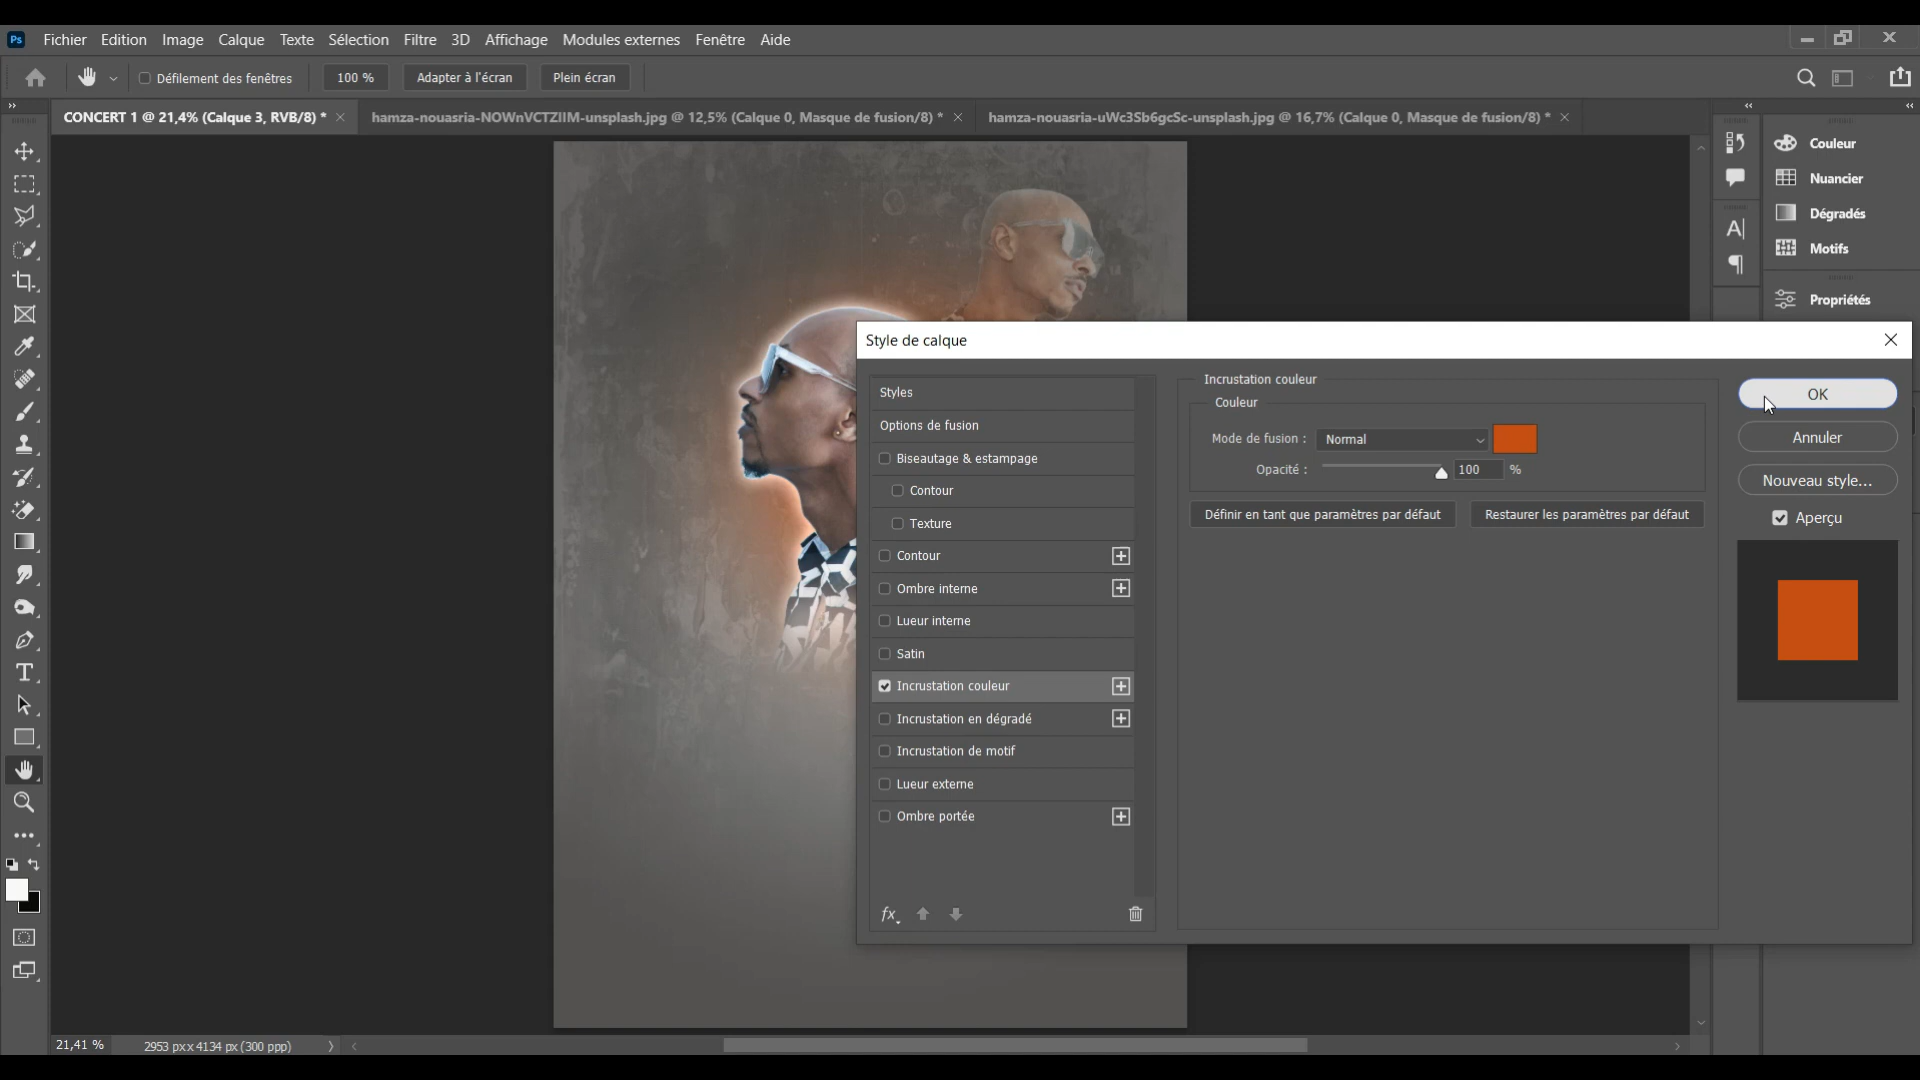 Ps Fichier Edition Image Calque Texte Sélection Filtre 3D Affichage Modules externes Fenêtre Aide
Défilement des fenêtres 100 % Adapter à l'écran Plein écran
CONCERT 1 @ 21,4% (Calque 3, RVB/8) * hamza-nouasria-NOWnVCTZIIM-unsplash.jpg @ 12,5% (Calque 0, Masque de fusion/8) * hamza-nouasria-uWc3Sb6gcSc-unsplash.jpg @ 16,7% (Calque 0, Masque de fusion/8) *
Couleur
Nuancier
Dégradés
Motifs
Propriétés
Style de calque
Styles
Options de fusion
Biseautage & estampage
Contour
Texture
Contour
Ombre interne
Lueur interne
Satin
Incrustation couleur
Incrustation en dégradé
Incrustation de motif
Lueur externe
Ombre portée
fx
Incrustation couleur
Couleur
Mode de fusion : Normal
Opacité : 100 %
Définir en tant que paramètres par défaut Restaurer les paramètres par défaut
OK
Annuler
Nouveau style...
Aperçu
21,41 % 2953 px x 4134 px (300 ppp)